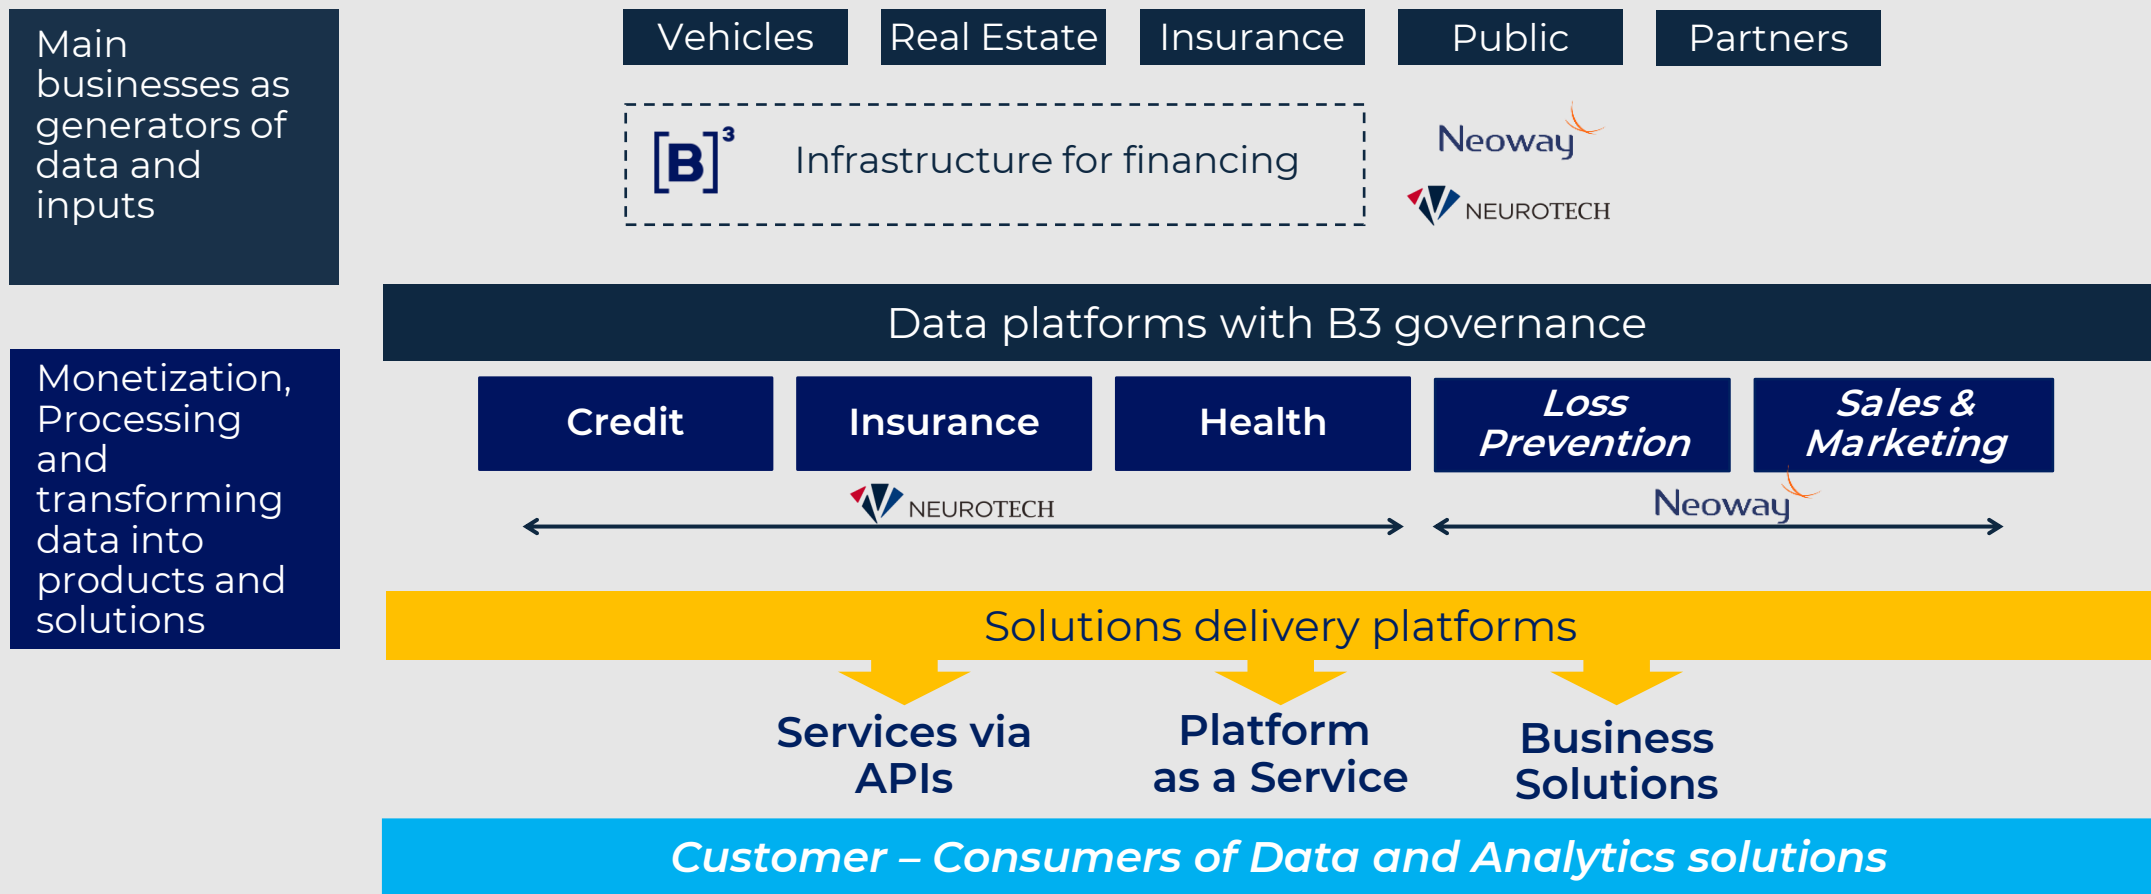 Main
businesses as
generators of
data and
inputs
Vehicles
Real Estate
Insurance
Public
Partners
[B]³
Infrastructure for financing
Neoway
NEUROTECH
Data platforms with B3 governance
Monetization,
Processing
and
transforming
data into
products and
solutions
Credit
Insurance
Health
Loss
Prevention
Sales &
Marketing
NEUROTECH
Neoway
Solutions delivery platforms
Services via
APIs
Platform
as a Service
Business
Solutions
Customer – Consumers of Data and Analytics solutions